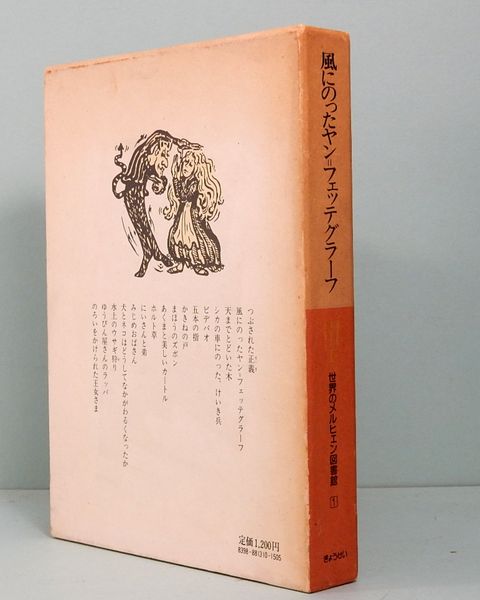 風にのったヤン＝フェッテグラーフ
世界のメルヒェン図書館
1
ぎょうせい
つぶされた正義
風にのったヤン＝フェッテグラーフ
天までとどいた木
シカの車にのった、けいき兵
ピデパオ
五本の指
かきねの戸
まほうのズボン
あくまと美しいカートル
ホルト草
にいさんと弟
みじめおばさん
犬とネコはどうしてなかがわるくなったか
氷上のウサギ狩り
ゆうびん屋さんのラッパ
のろいをかけられた王女さま
定価1,200円
8398-881310-1505